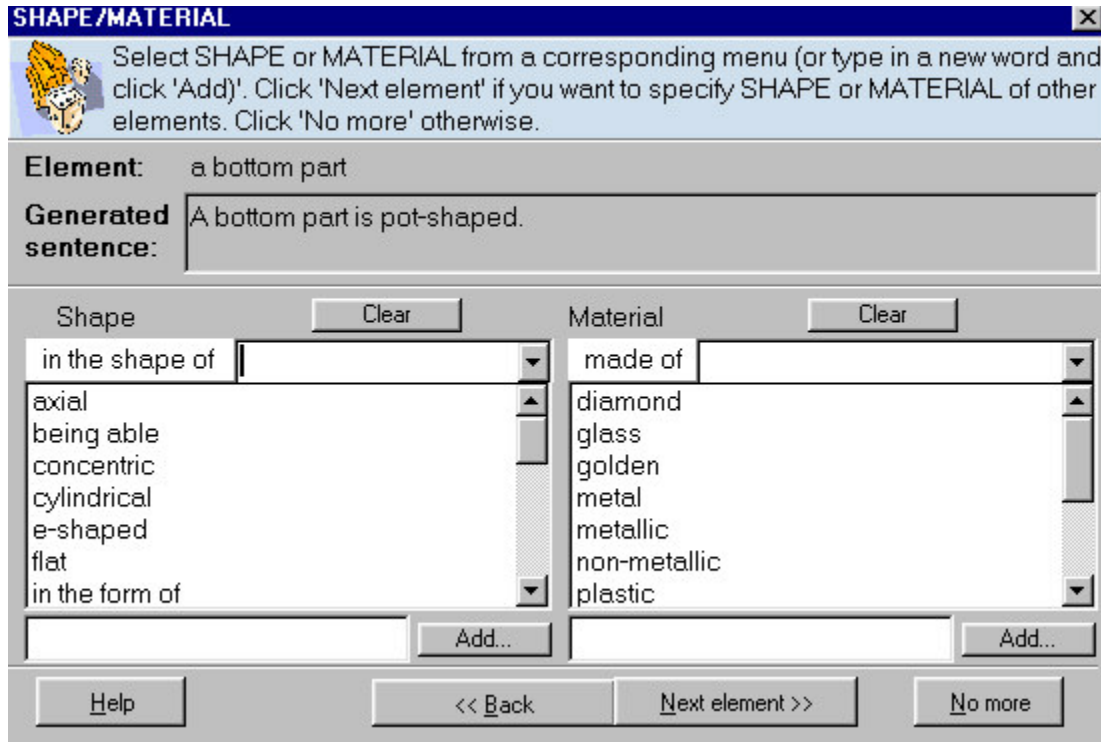 SHAPE/MATERIAL
Select SHAPE or MATERIAL from a corresponding menu (or type in a new word and
click 'Add)'. Click 'Next element' if you want to specify SHAPE or MATERIAL of other
elements. Click 'No more' otherwise.
Element: a bottom part
Generated sentence: A bottom part is pot-shaped.
Shape Clear Material Clear
in the shape of made of
axial
being able
concentric
cylindrical
e-shaped
flat
in the form of
diamond
glass
golden
metal
metallic
non-metallic
plastic
Add... Add...
Help << Back Next element >> No more